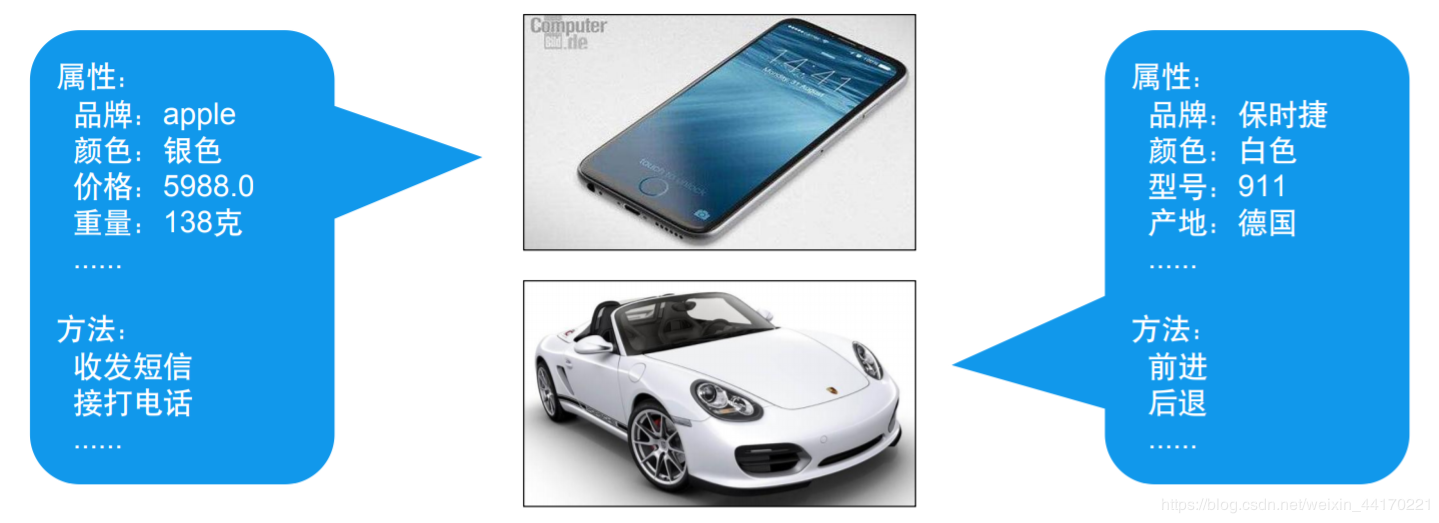 属性：
品牌：apple
颜色：银色
价格：5988.0
重量：138克
......
方法：
收发短信
接打电话
......
Computer
Bild.de
14:41
Monday, 31. August
touch to unlock
属性：
品牌：保时捷
颜色：白色
型号：911
产地：德国
......
方法：
前进
后退
......
https://blog.csdn.net/weixin_44170221